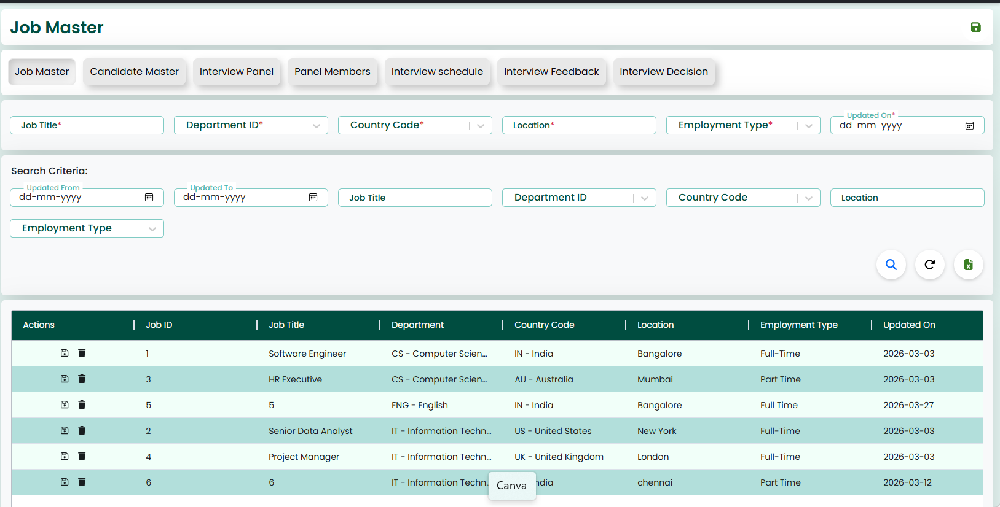 Job Master
Job Master Candidate Master Interview Panel Panel Members Interview schedule Interview Feedback Interview Decision
Job Title* Department ID* Country Code* Location* Employment Type* Updated On* dd-mm-yyyy
Search Criteria:
Updated From dd-mm-yyyy Updated To dd-mm-yyyy Job Title Department ID Country Code Location
Employment Type
Actions Job ID Job Title Department Country Code Location Employment Type Updated On
1 Software Engineer CS - Computer Scien... IN - India Bangalore Full-Time 2026-03-03
3 HR Executive CS - Computer Scien... AU - Australia Mumbai Part Time 2026-03-03
5 5 ENG - English IN - India Bangalore Full Time 2026-03-27
2 Senior Data Analyst IT - Information Techn... US - United States New York Full-Time 2026-03-03
4 Project Manager IT - Information Techn... UK - United Kingdom London Full-Time 2026-03-03
6 6 IT - Information Techn. ndia chennai Part Time 2026-03-12
Canva